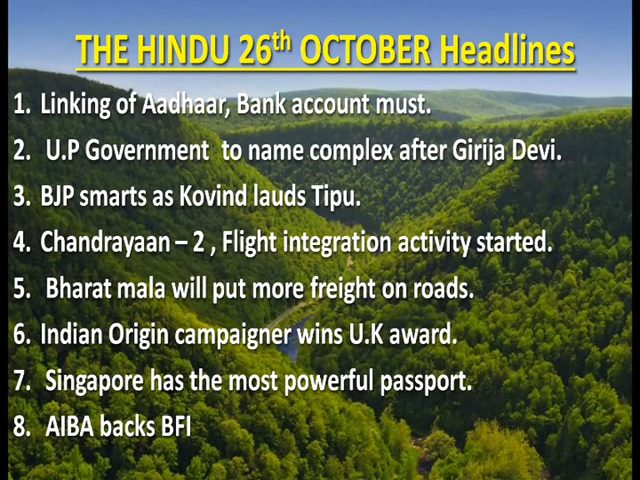 THE HINDU 26th OCTOBER Headlines
1. Linking of Aadhaar, Bank account must.
2. U.P Government to name complex after Girija Devi.
3. BJP smarts as Kovind lauds Tipu.
4. Chandrayaan – 2 , Flight integration activity started.
5. Bharat mala will put more freight on roads.
6. Indian Origin campaigner wins U.K award.
7. Singapore has the most powerful passport.
8. AIBA backs BFI